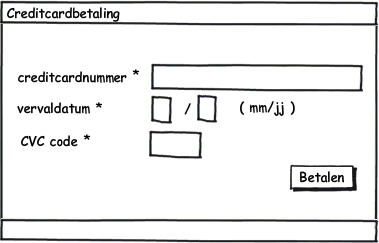 Creditcardbetaling
creditcardnummer *
vervaldatum * / ( mm/jj )
CVC code *
Betalen